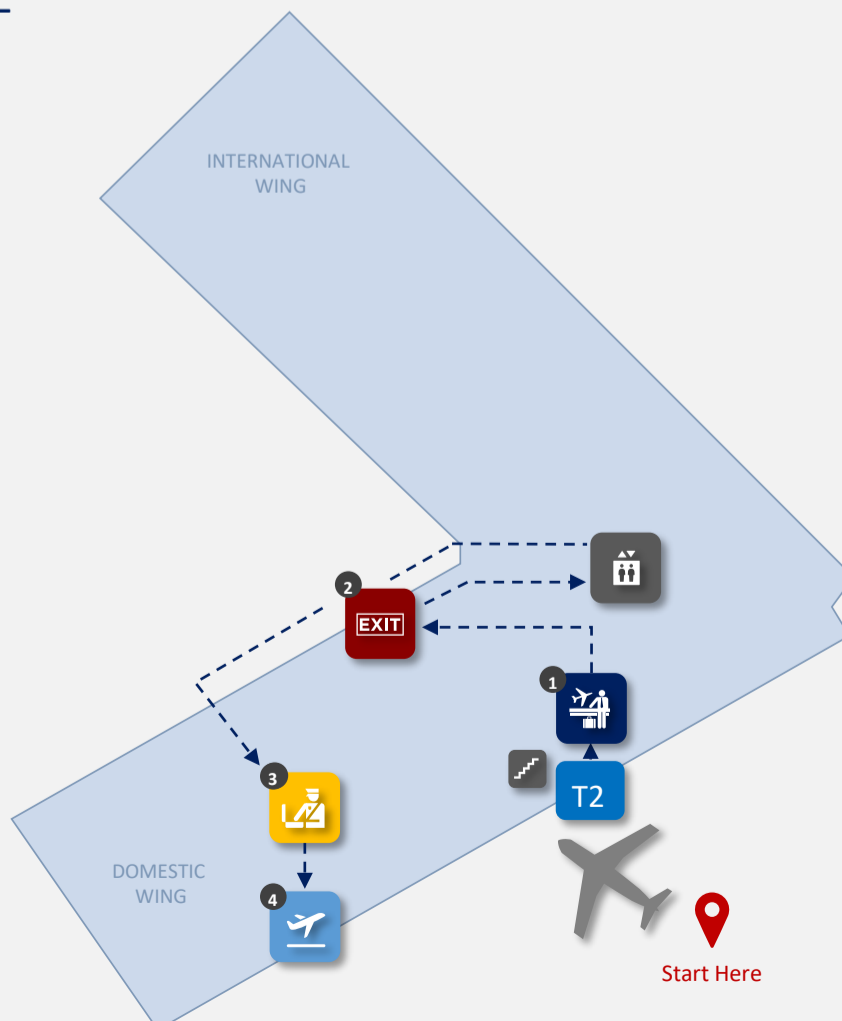 INTERNATIONAL
WING
2
EXIT
1
T2
3
DOMESTIC
WING
4
Start Here